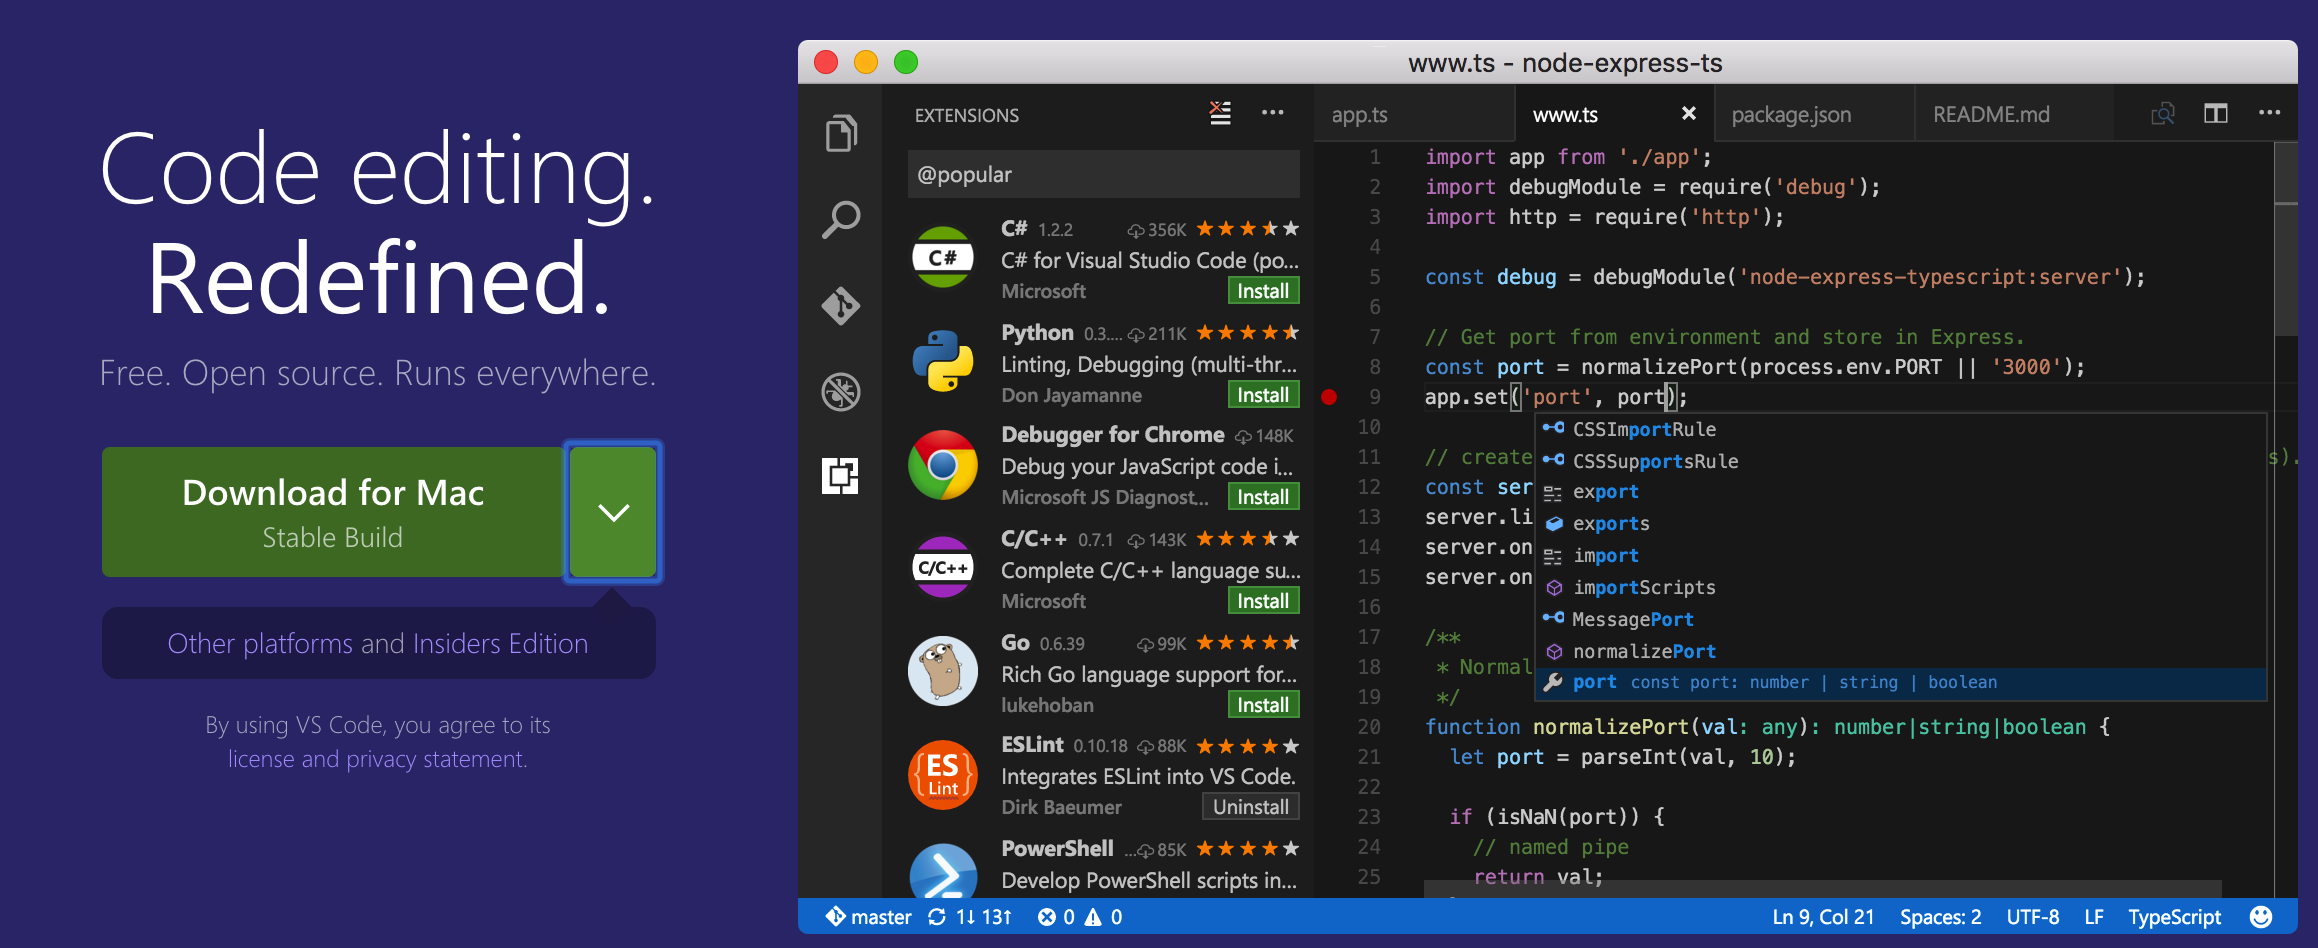 Code editing.
Redefined.
Free. Open source. Runs everywhere.
Download for Mac
Stable Build
Other platforms and Insiders Edition
By using VS Code, you agree to its
license and privacy statement.
www.ts - node-express-ts
EXTENSIONS
@popular
C# 1.2.2 356K
C#
C# for Visual Studio Code (po...
Microsoft Install
Python 0.3.... 211K
Linting, Debugging (multi-thr...
Don Jayamanne Install
Debugger for Chrome 148K
Debug your JavaScript code i...
Microsoft JS Diagnost... Install
C/C++ 0.7.1 143K
C/C++
Complete C/C++ language su...
Microsoft Install
Go 0.6.39 99K
Rich Go language support for...
lukehoban Install
ESLint 0.10.18 88K
{ES
Lint}
Integrates ESLint into VS Code.
Dirk Baeumer Uninstall
PowerShell ... 85K
Develop PowerShell scripts in...
app.ts www.ts package.json README.md
1 import app from './app';
2 import debugModule = require('debug');
3 import http = require('http');
4
5 const debug = debugModule('node-express-typescript:server');
6
7 // Get port from environment and store in Express.
8 const port = normalizePort(process.env.PORT || '3000');
9 app.set('port', port);
10
11 // create s).
12 const ser
13 server.li
14 server.on
15 server.on
16
17 /**
18 * Normal
19 */
20 function normalizePort(val: any): number|string|boolean {
21 let port = parseInt(val, 10);
22
23 if (isNaN(port)) {
24 // named pipe
25 return val;
CSSImportRule
CSSSupportsRule
export
exports
import
importScripts
MessagePort
normalizePort
port const port: number | string | boolean
master 1↓ 13↑ 0 0 Ln 9, Col 21 Spaces: 2 UTF-8 LF TypeScript